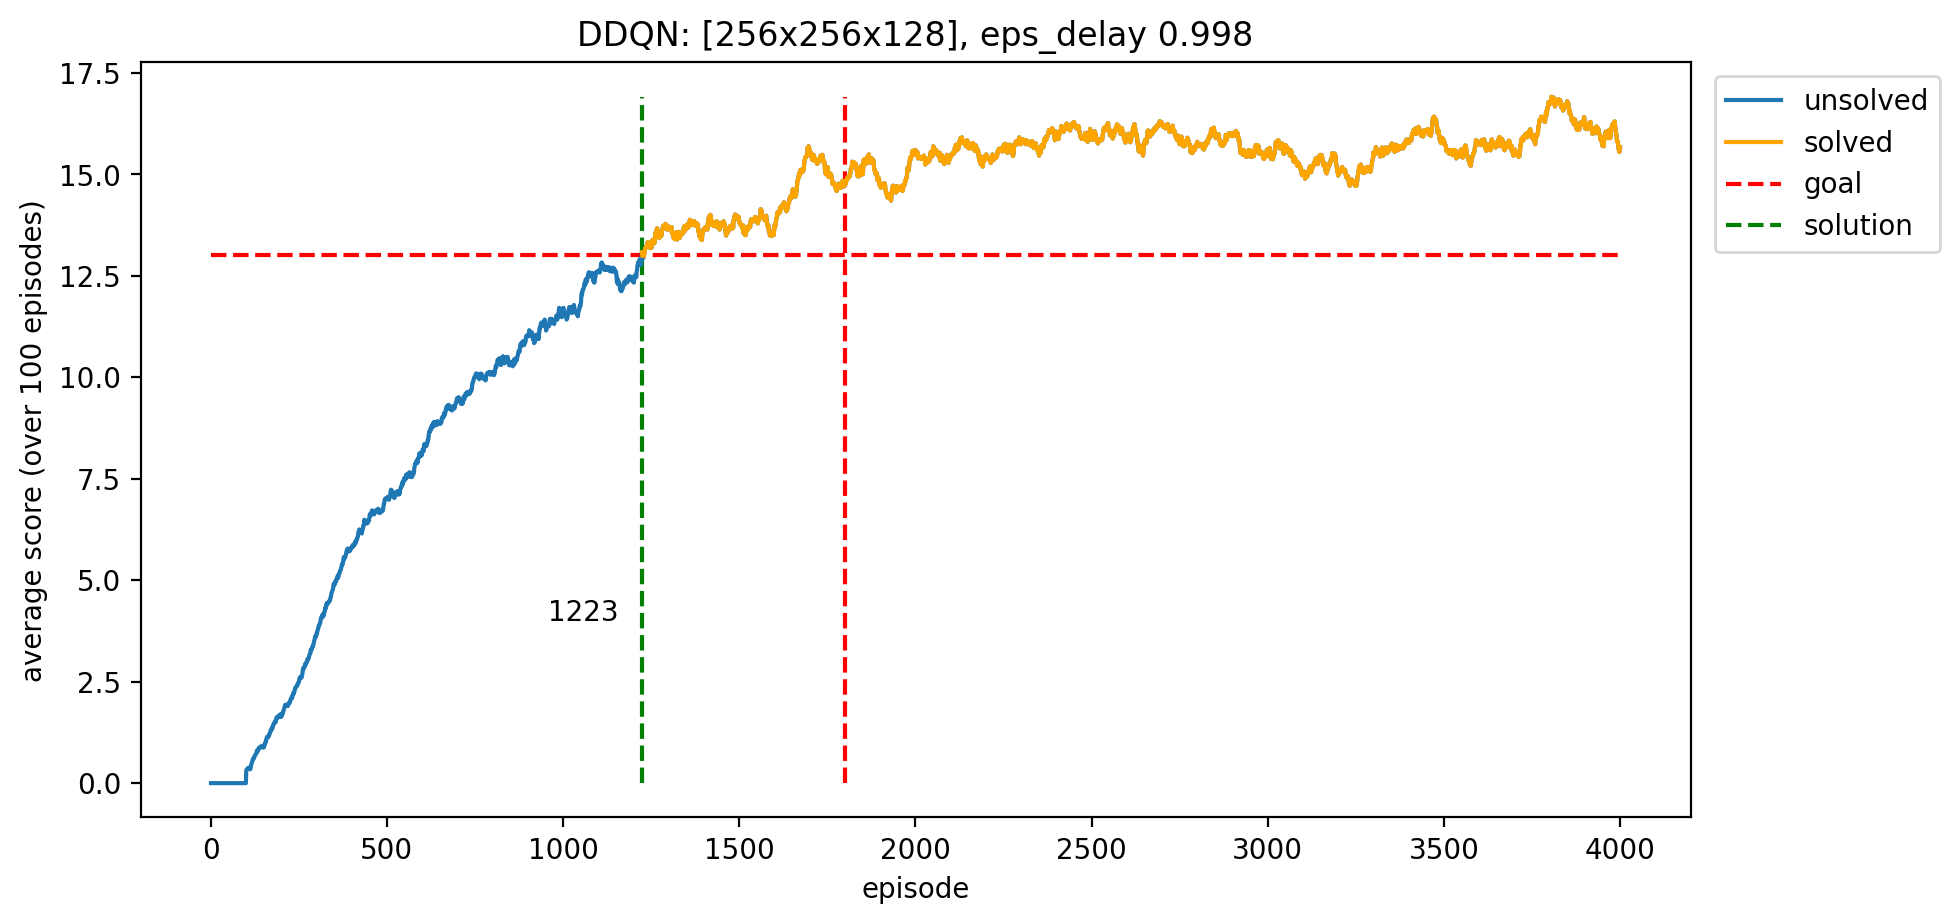 DDQN: [256x256x128], eps_delay 0.998
average score (over 100 episodes)
17.5
15.0
12.5
10.0
7.5
5.0
2.5
0.0
1223
0 500 1000 1500 2000 2500 3000 3500 4000
episode
unsolved
solved
goal
solution